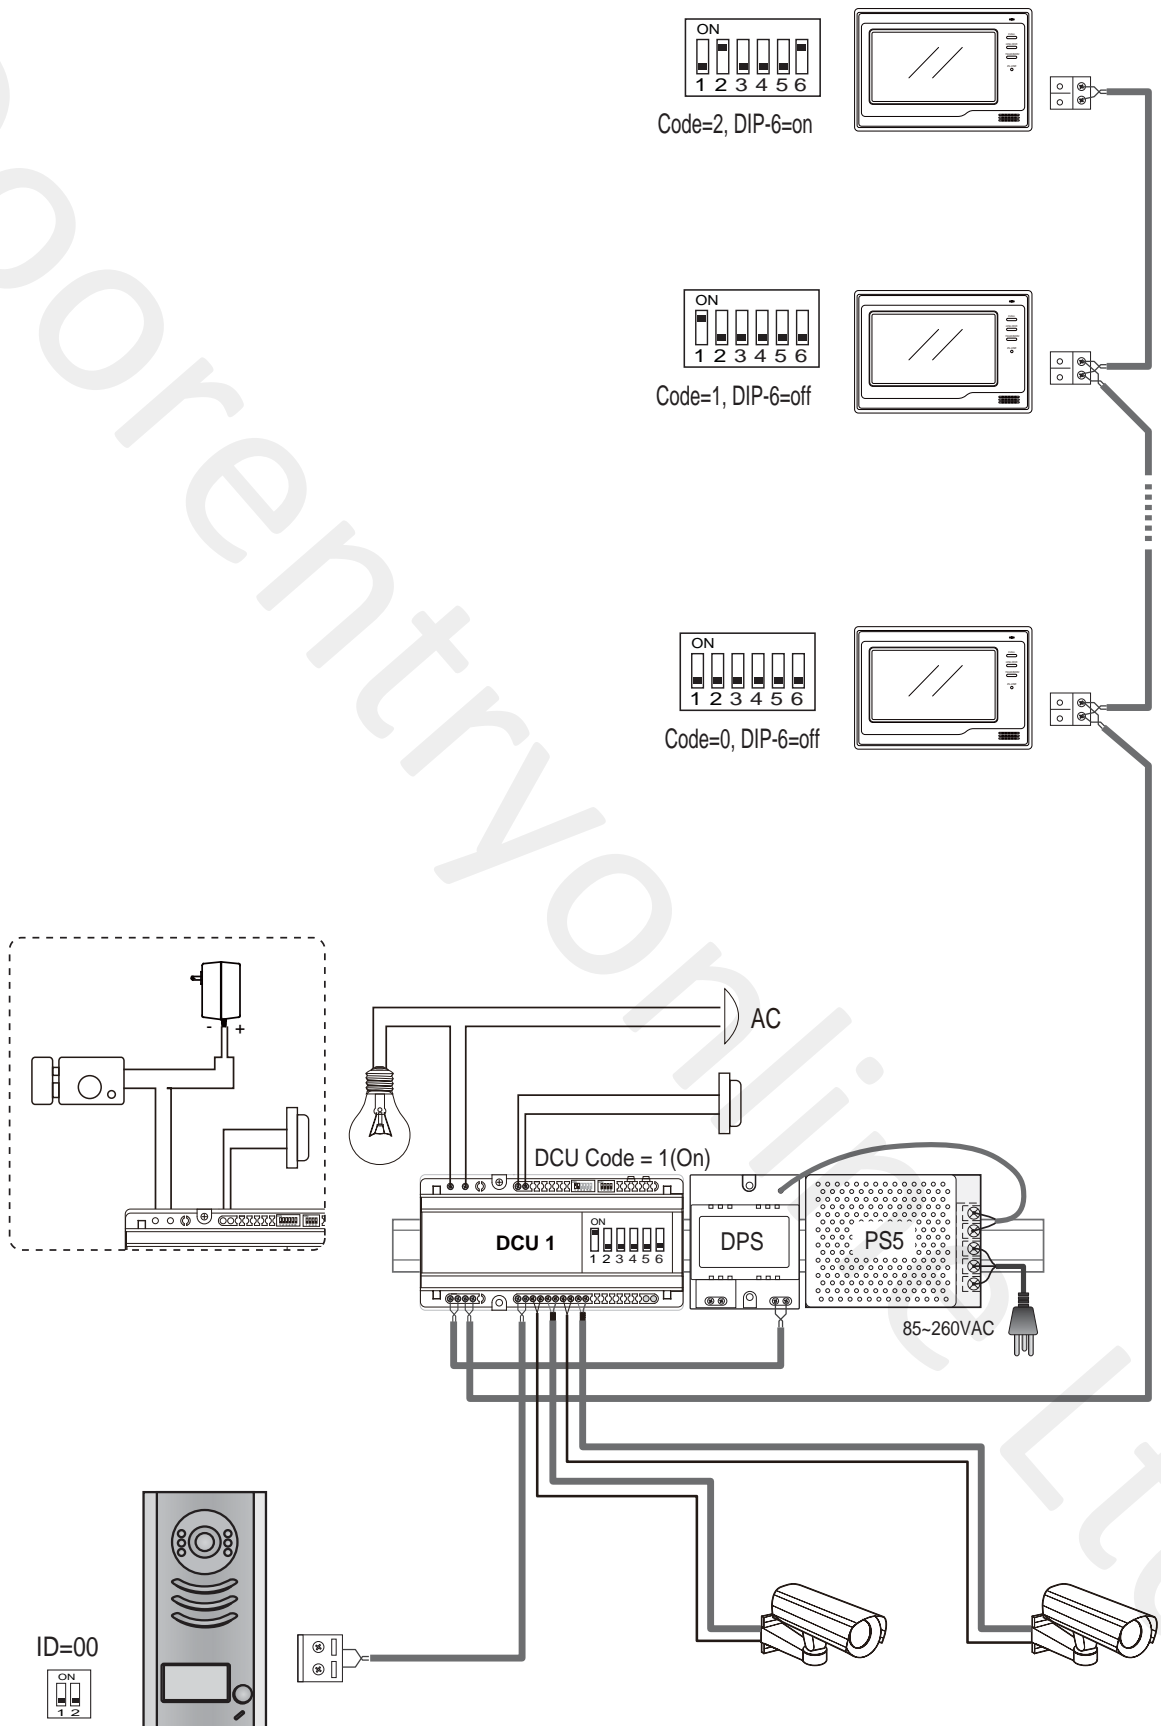 ON
1 2 3 4 5 6
Code=2, DIP-6=on
ON
1 2 3 4 5 6
Code=1, DIP-6=off
ON
1 2 3 4 5 6
Code=0, DIP-6=off
- +
AC
DCU Code = 1(On)
DCU 1
ON
1 2 3 4 5 6
DPS
PS5
85~260VAC
ID=00
ON
1 2
Doorentryonline Ltd